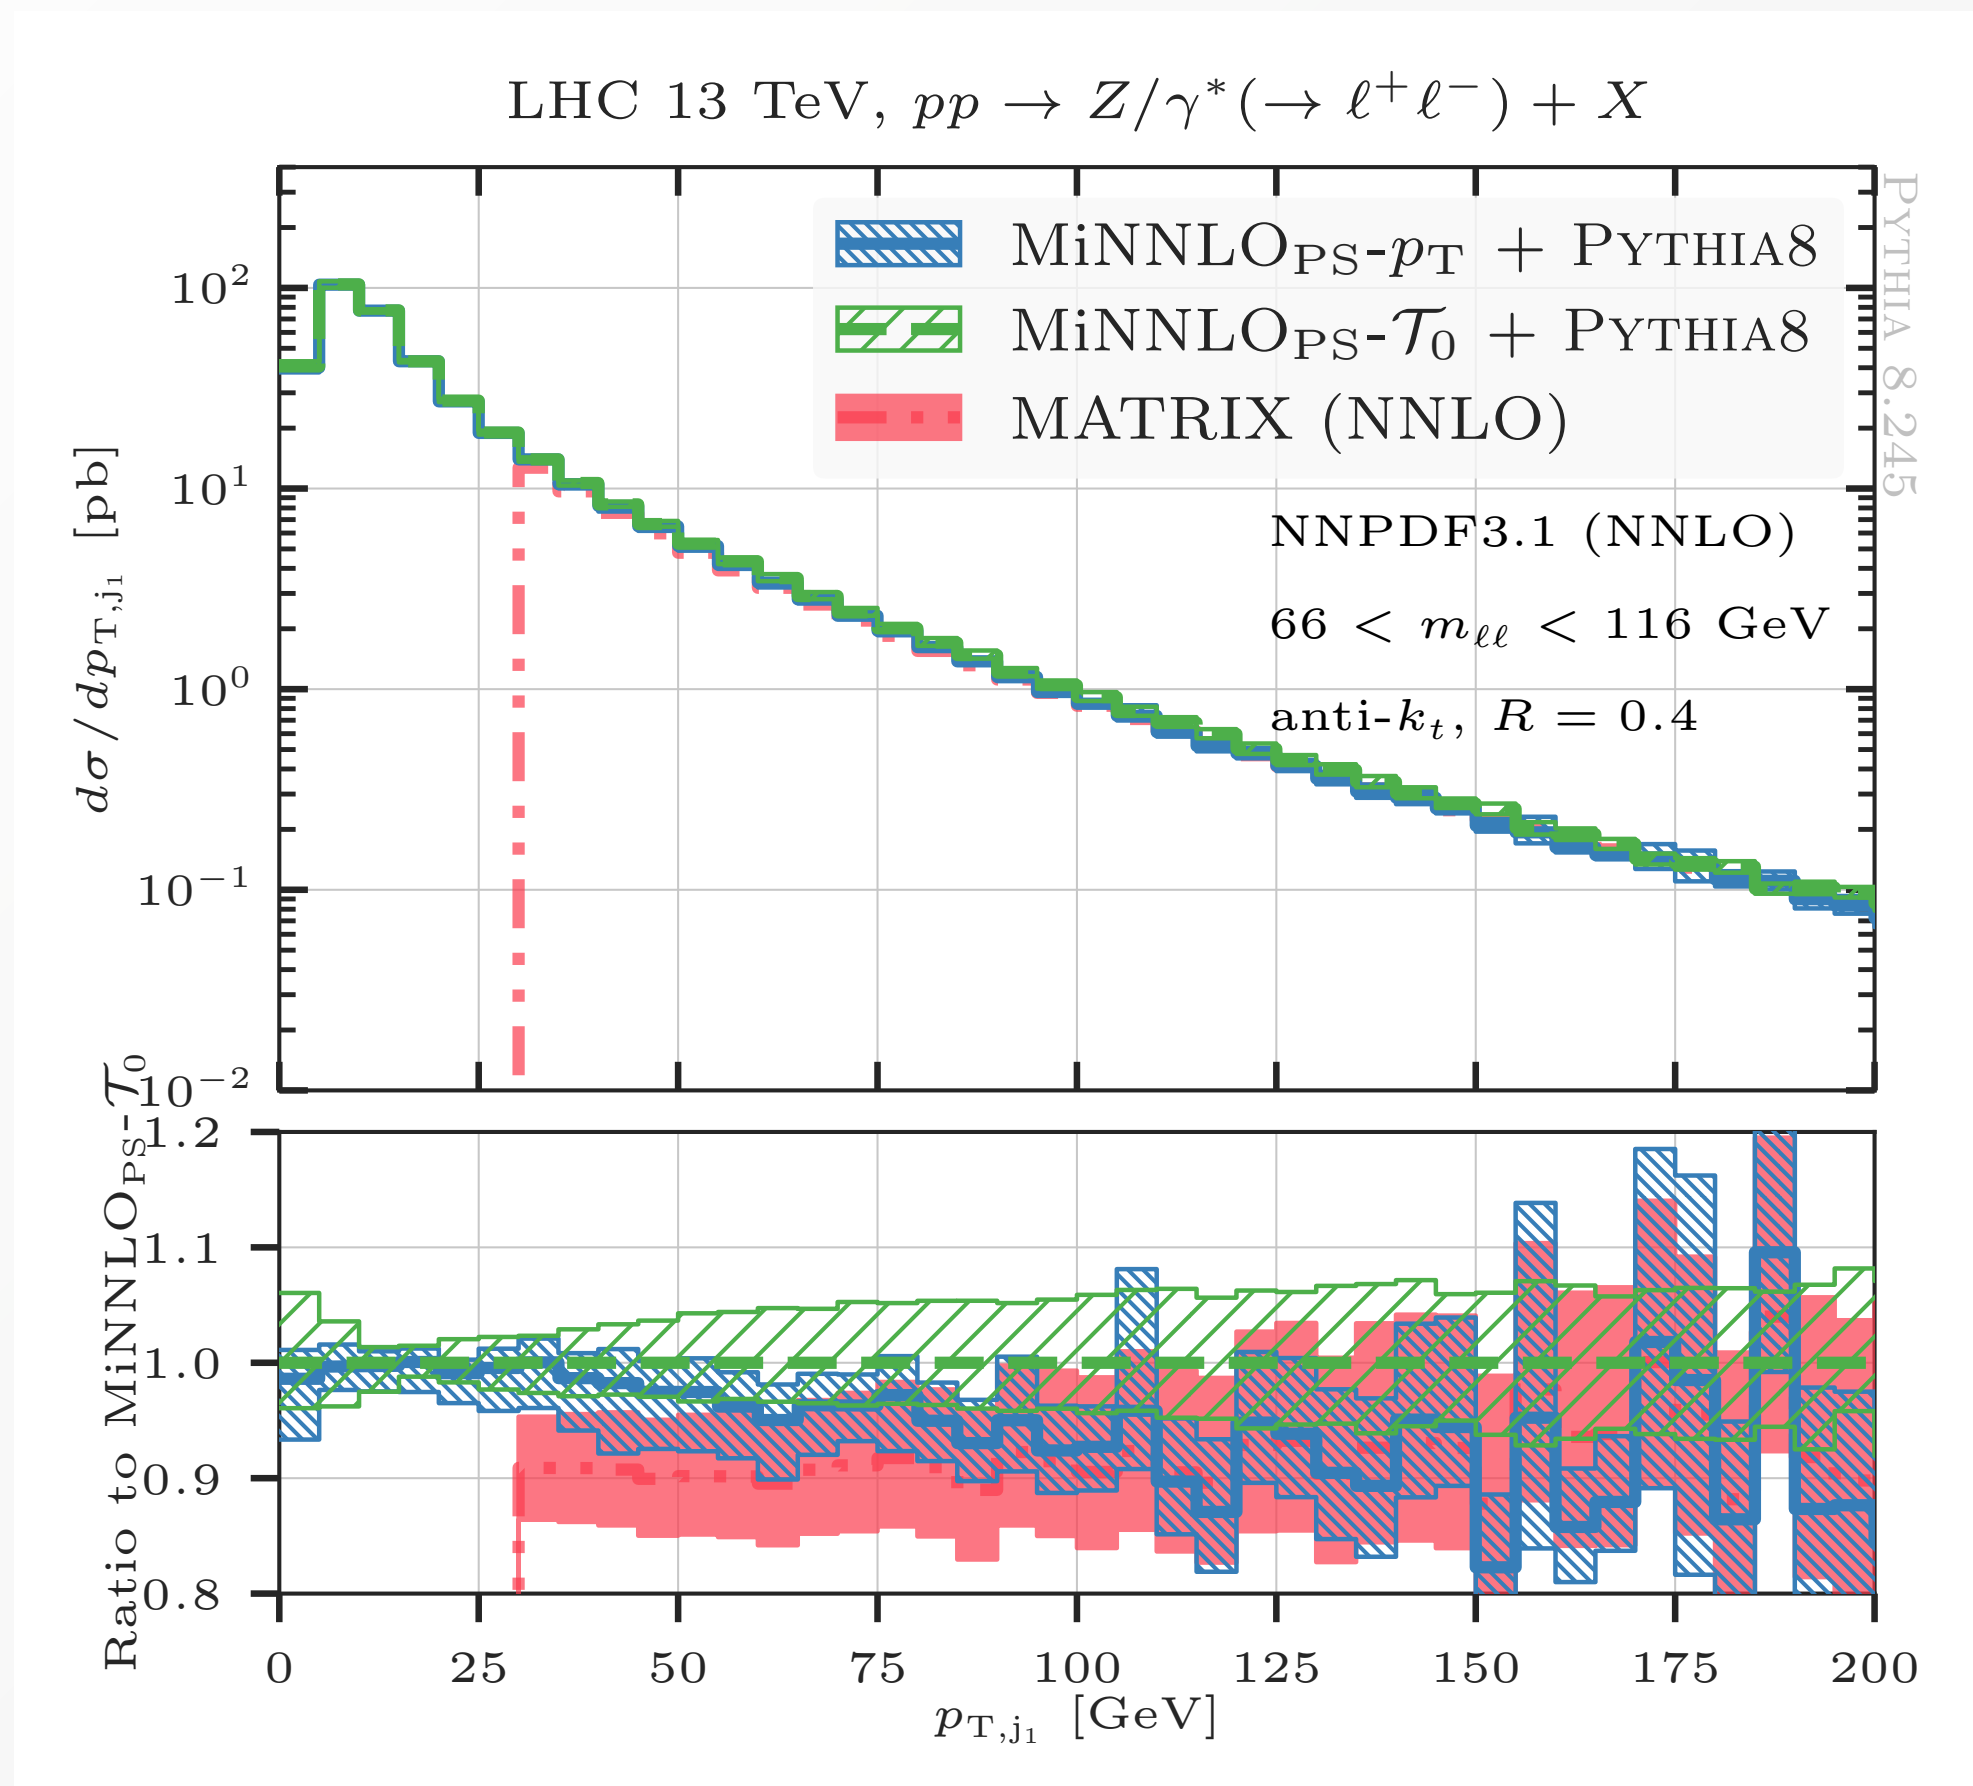 LHC 13 TeV, pp → Z/γ*(→ ℓ⁺ℓ⁻) + X
MiNNLO_PS-p_T + PYTHIA8
MiNNLO_PS-𝒯₀ + PYTHIA8
MATRIX (NNLO)
PYTHIA 8.245
NNPDF3.1 (NNLO)
66 < m_ℓℓ < 116 GeV
anti-k_t, R = 0.4
dσ/dp_T,j₁ [pb]
10²
10¹
10⁰
10⁻¹
10⁻²
Ratio to MiNNLO_PS-𝒯₀
1.2
1.1
1.0
0.9
0.8
0 25 50 75 100 125 150 175 200
p_T,j₁ [GeV]